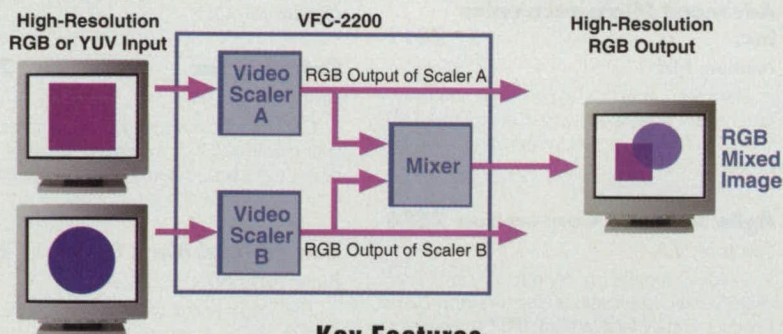 High-Resolution
RGB or YUV Input
VFC-2200
High-Resolution
RGB Output
Video
Scaler
A
RGB Output of Scaler A
Mixer
RGB
Mixed
Image
Video
Scaler
B
RGB Output of Scaler B
Key Features